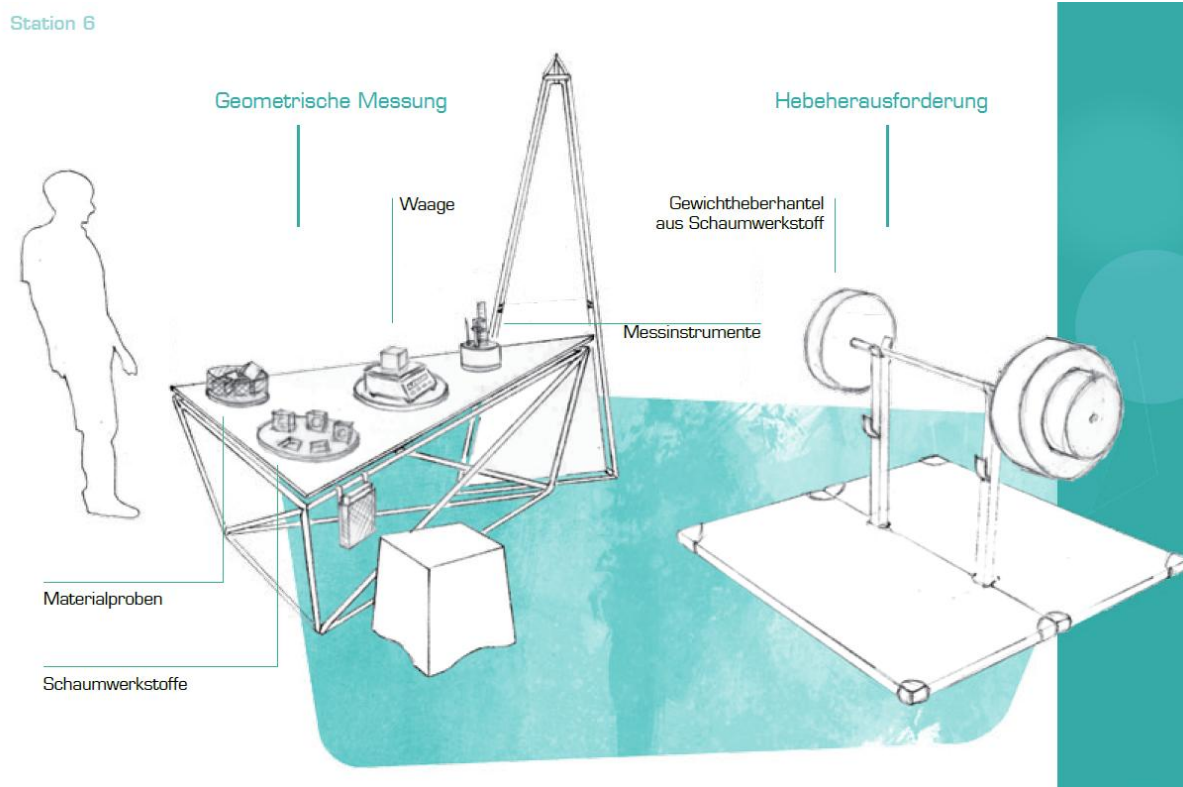 Station 6
Geometrische Messung
Hebeherausforderung
Waage
Gewichtheberhantel
aus Schaumwerkstoff
Messinstrumente
Materialproben
Schaumwerkstoffe